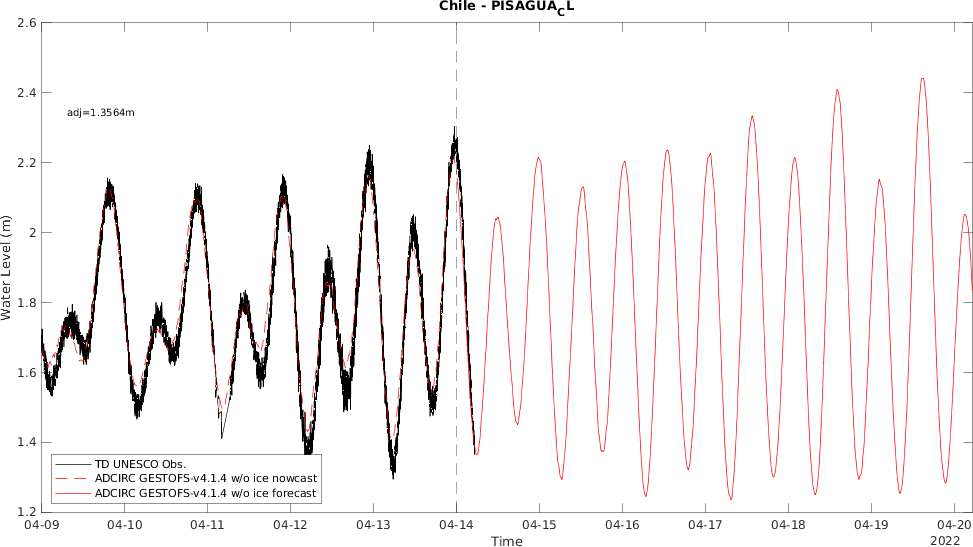 Chile - PISAGUA_CL
2.6
2.4
2.2
2
1.8
1.6
1.4
1.2
Water Level (m)
adj=1.3564m
TD UNESCO Obs.
ADCIRC GESTOFS-v4.1.4 w/o ice nowcast
ADCIRC GESTOFS-v4.1.4 w/o ice forecast
04-09 04-10 04-11 04-12 04-13 04-14 04-15 04-16 04-17 04-18 04-19 04-20
Time 2022